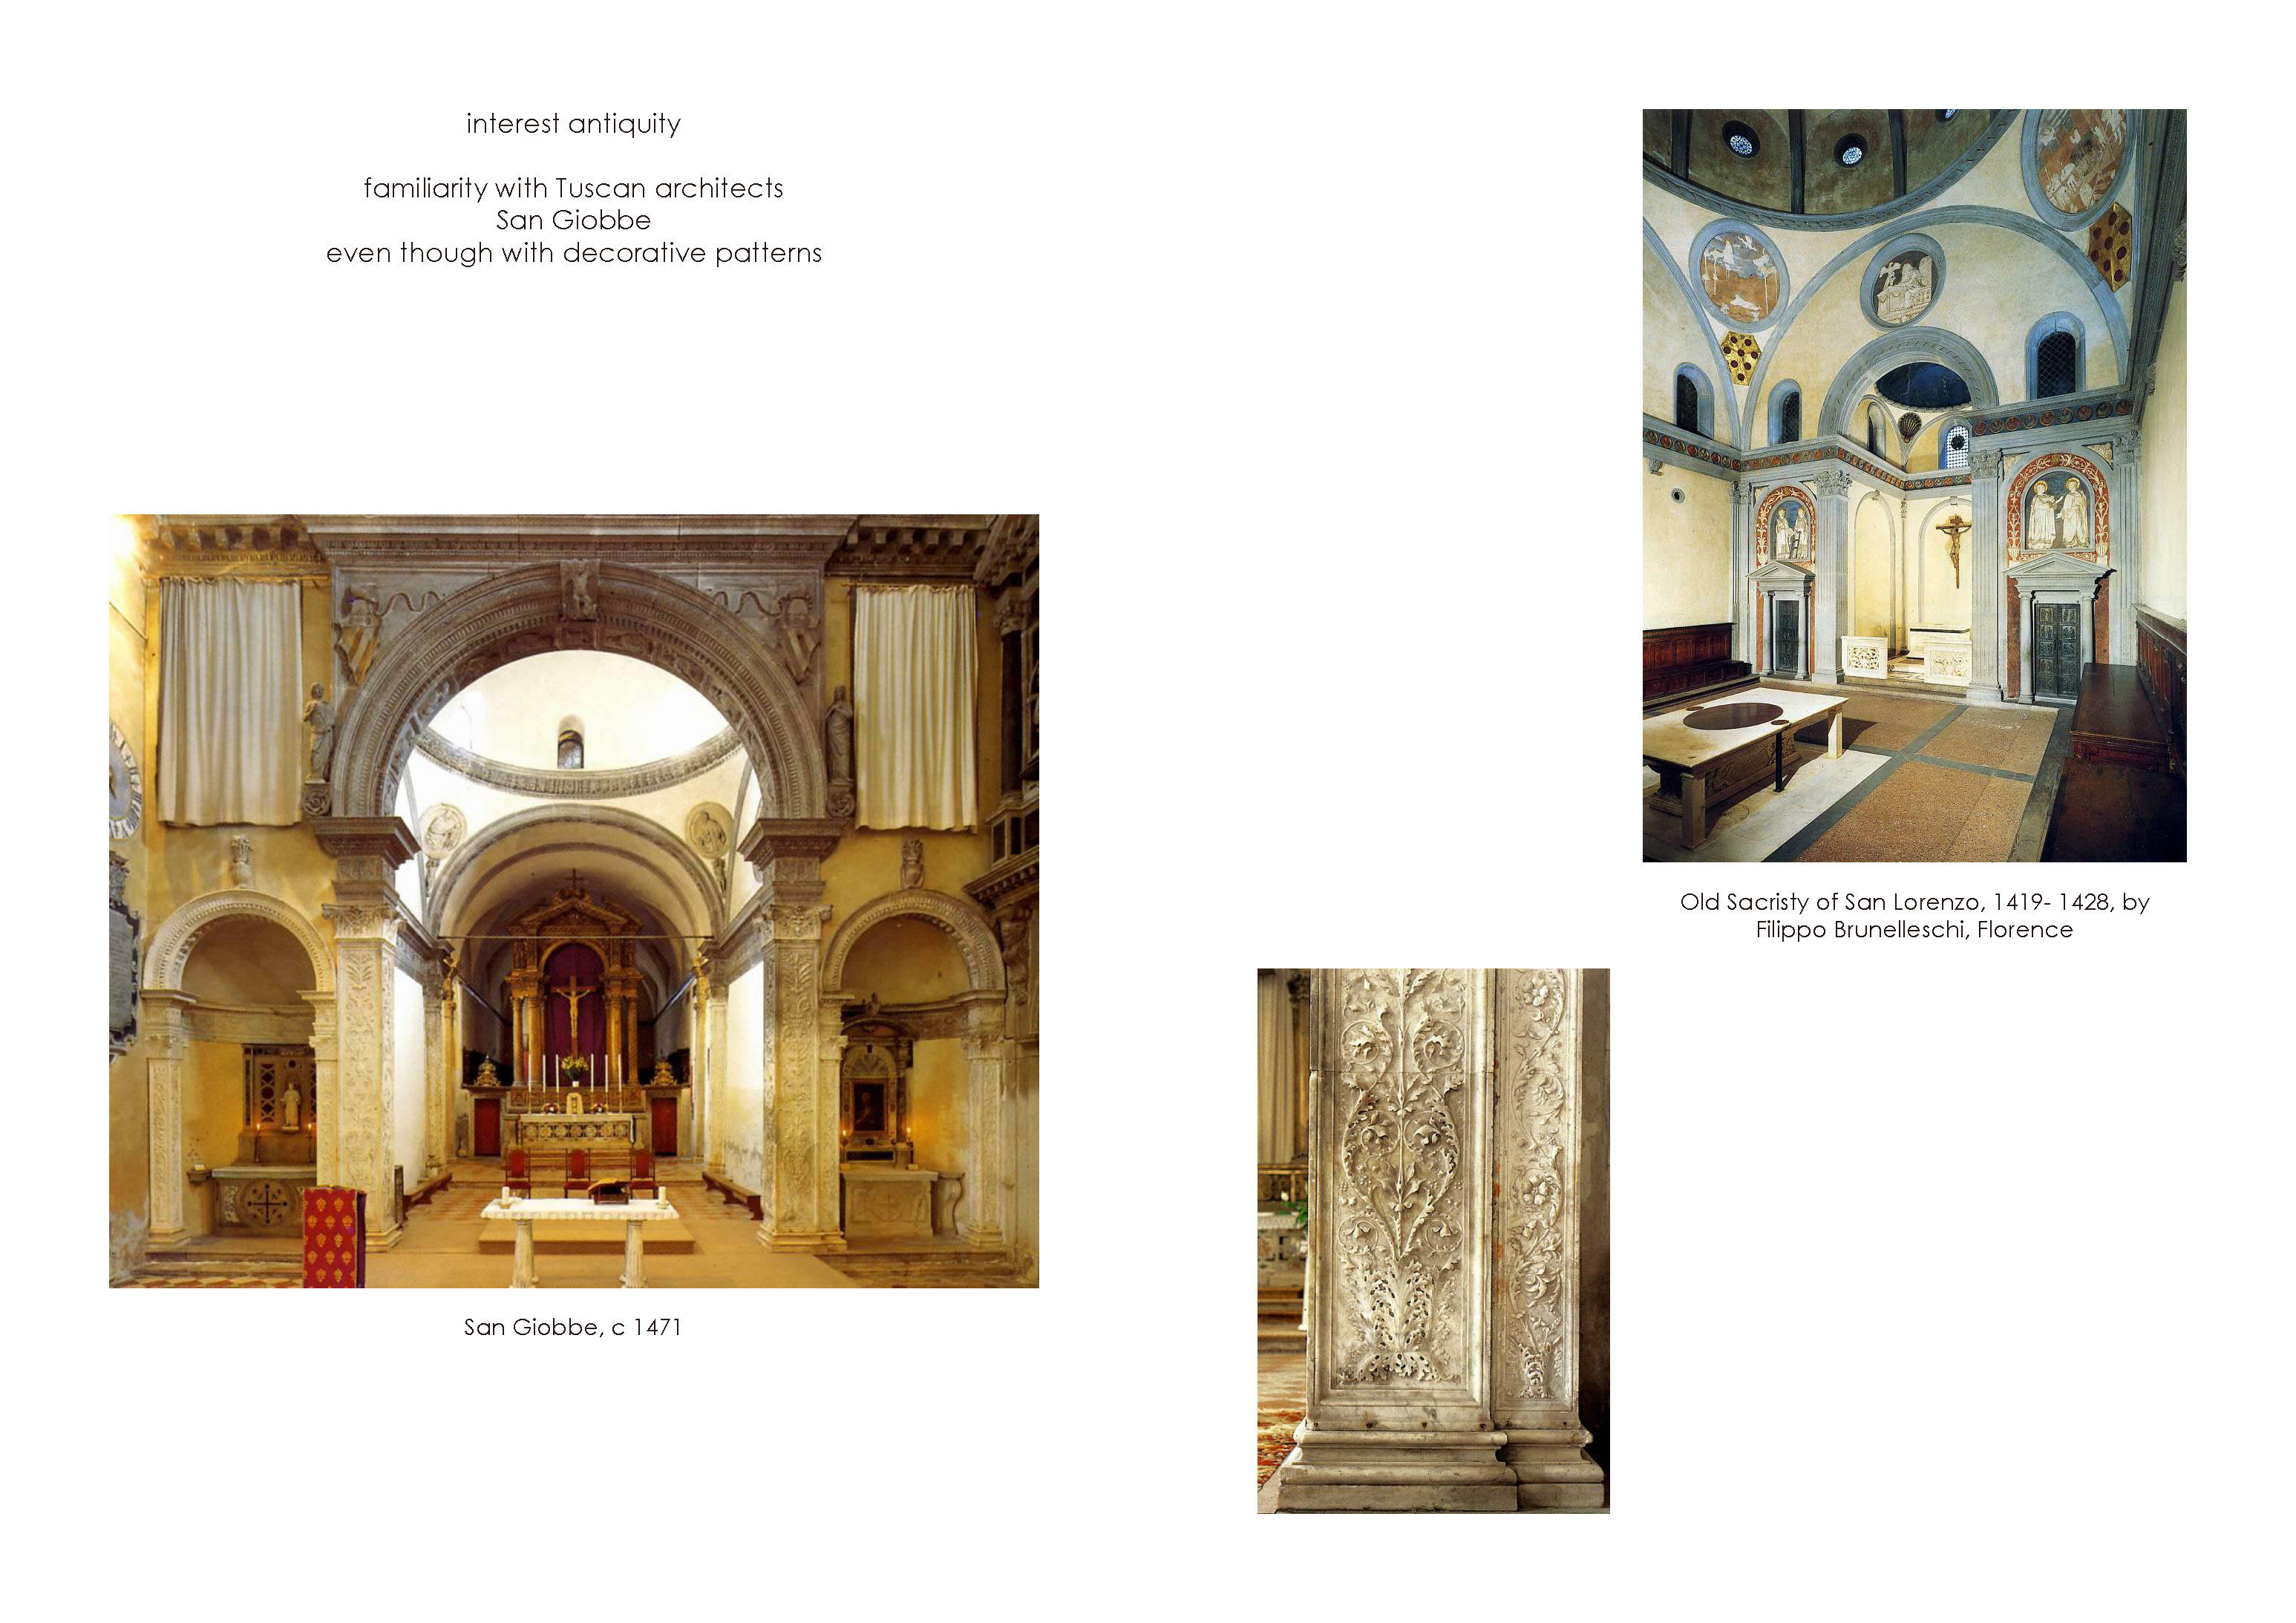 interest antiquity
familiarity with Tuscan architects
San Giobbe
even though with decorative patterns
San Giobbe, c 1471
Old Sacristy of San Lorenzo, 1419- 1428, by
Filippo Brunelleschi, Florence